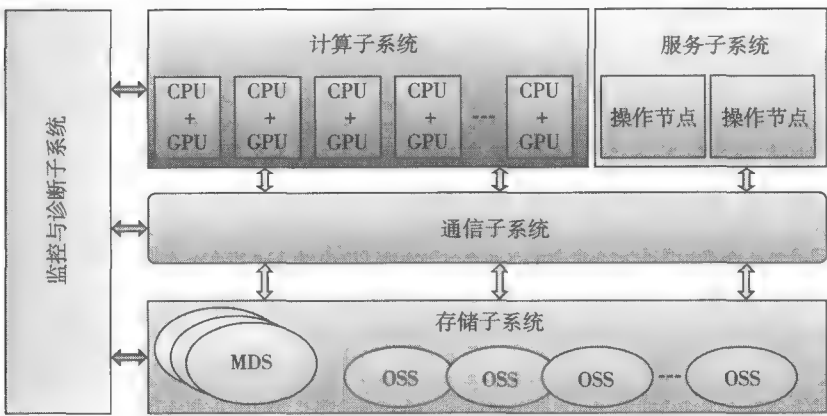 监控与诊断子系统
计算子系统
CPU + GPU
CPU + GPU
CPU + GPU
CPU + GPU
---
CPU + GPU
服务子系统
操作节点
操作节点
通信子系统
存储子系统
MDS
OSS
OSS
OSS
---
OSS